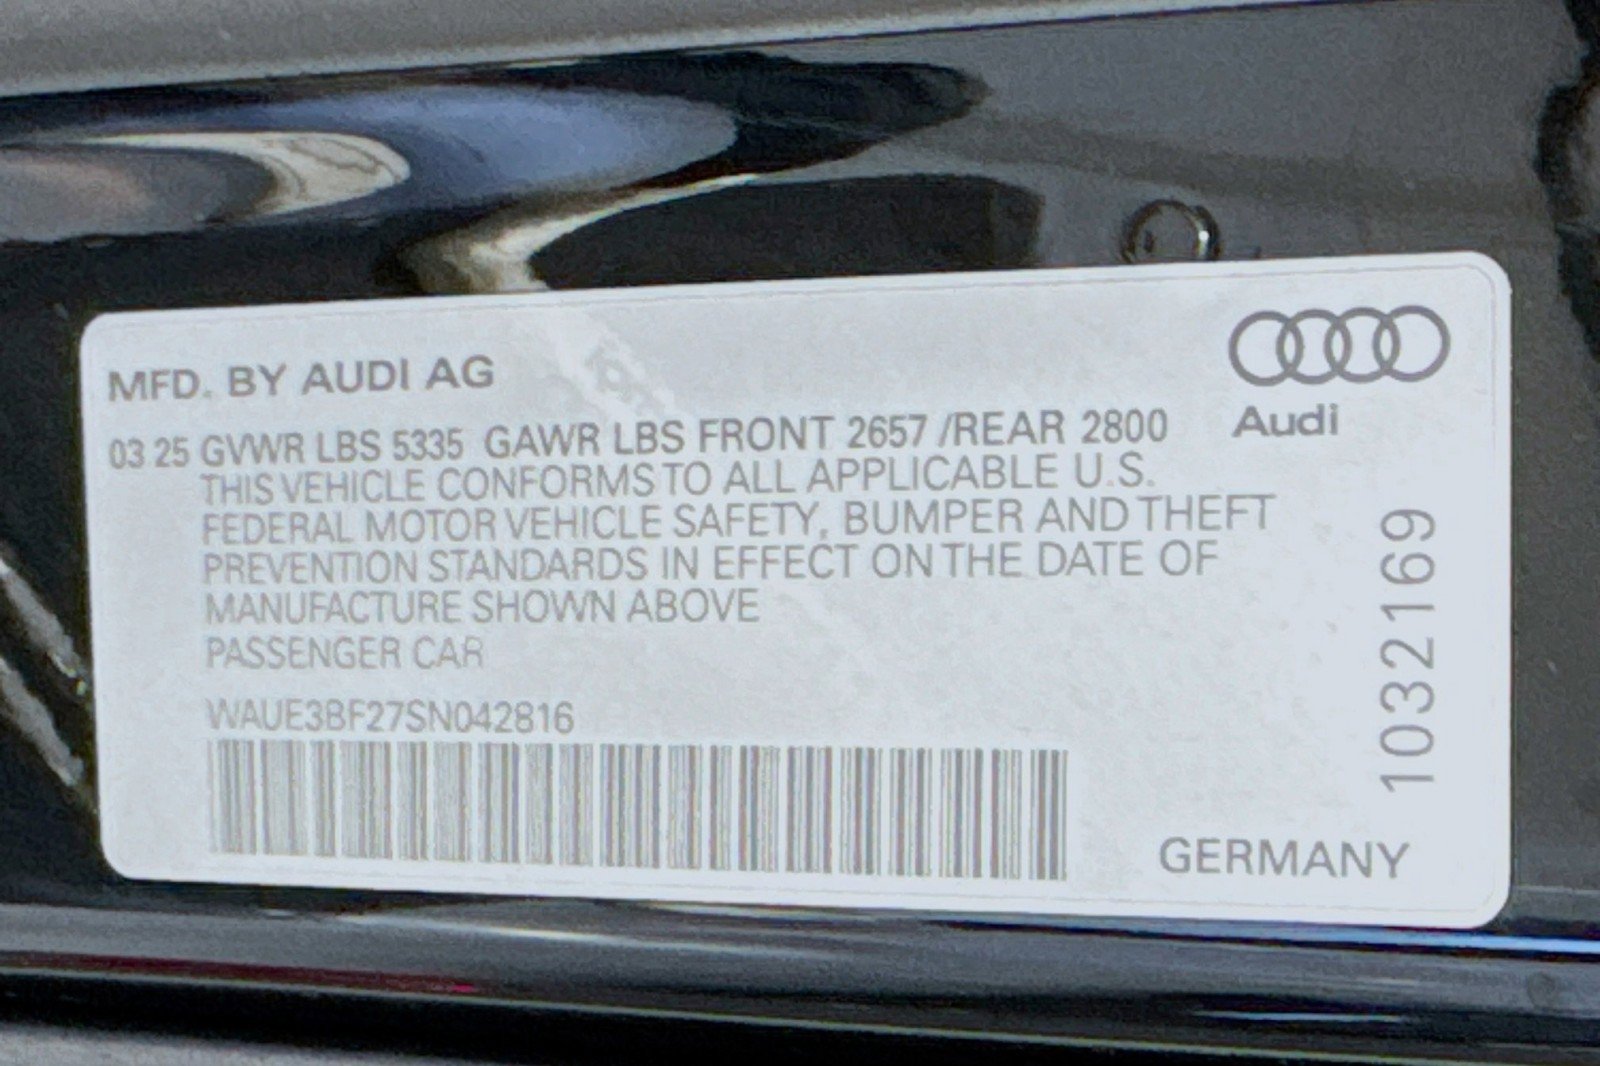 MFD. BY AUDI AG
Audi
03 25 GVWR LBS 5335 GAWR LBS FRONT 2657 /REAR 2800
THIS VEHICLE CONFORMS TO ALL APPLICABLE U.S.
FEDERAL MOTOR VEHICLE SAFETY, BUMPER AND THEFT
PREVENTION STANDARDS IN EFFECT ON THE DATE OF
MANUFACTURE SHOWN ABOVE
PASSENGER CAR
WAUE3BF27SN042816
1032169
GERMANY